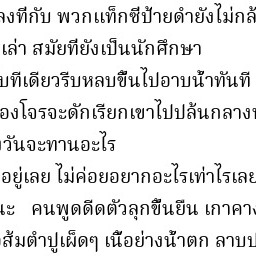 ลงที่กับ พวกแท็กซี่ป้ายดำยังไม่กล้
เล่า สมัยที่ยังเป็นนักศึกษา
บทีเดียวรีบหลบขึ้นไปอาบน้ำทันที
องโจรจะดักเรียกเขาไปปล้นกลาง
วันจะทานอะไร
อยู่เลย ไม่ค่อยอยากอะไรเท่าไรเลย
นะ คนพูดดีดตัวลุกขึ้นยืน เกาคาง
ส้มตำปูเผ็ดๆ เนื้อย่างน้ำตก ลาบป